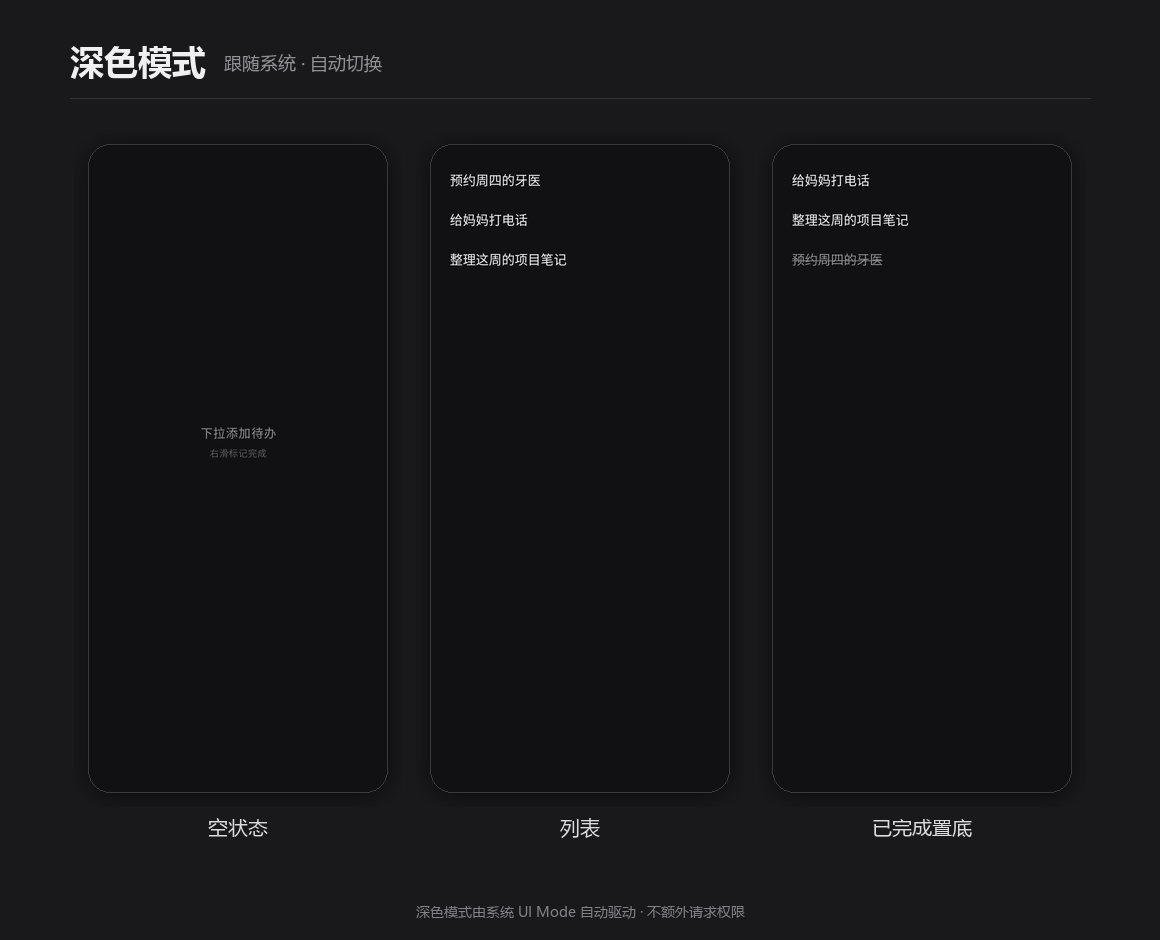 深色模式
跟随系统 · 自动切换
下拉添加待办
右滑标记完成
空状态
预约周四的牙医
给妈妈打电话
整理这周的项目笔记
列表
给妈妈打电话
整理这周的项目笔记
预约周四的牙医
已完成置底
深色模式由系统 UI Mode 自动驱动 · 不额外请求权限